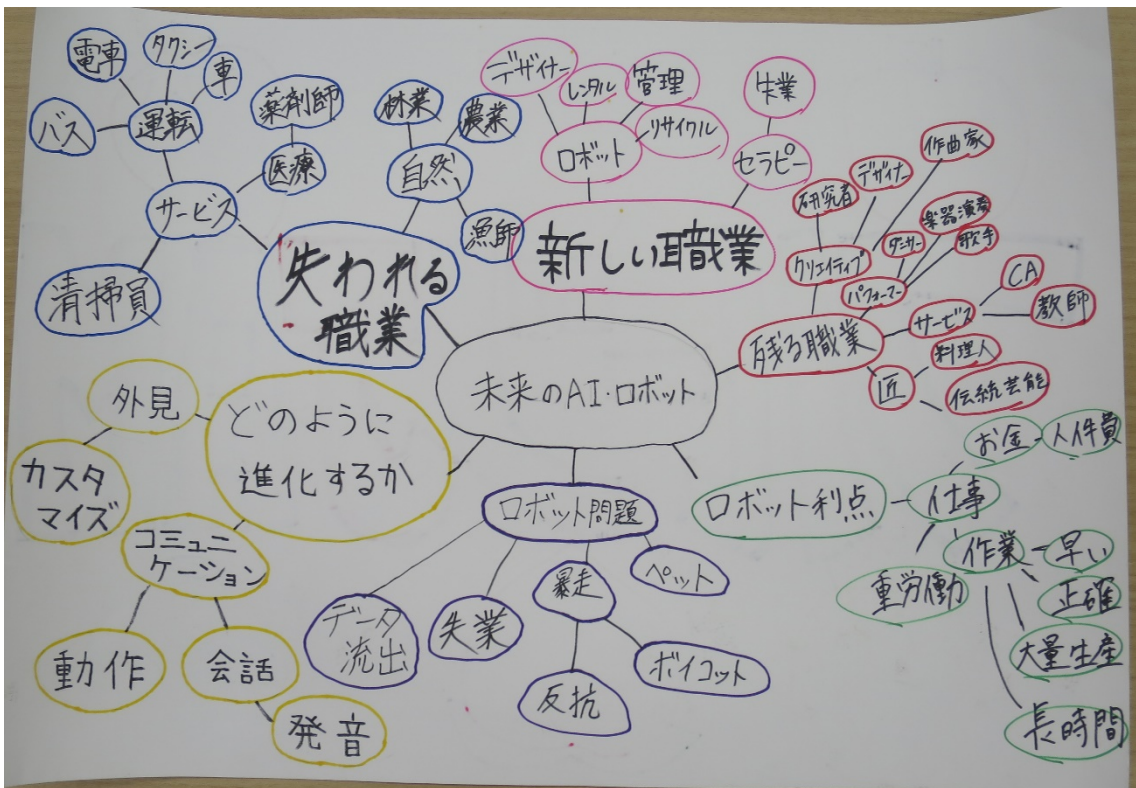 未来のAI・ロボット
失われる
職業
サービス
運転
バス
電車
タクシー
車
医療
薬剤師
清掃員
自然
林業
農業
漁師
新しい職業
ロボット
デザイナー
レンタル
管理
リサイクル
セラピー
失業
残る職業
クリエイティブ
研究者
デザイナー
作曲家
パフォーマー
ダンサー
楽器演奏
歌手
サービス
CA
教師
匠
料理人
伝統芸能
ロボット利点
仕事
お金
人件費
重労働
作業
早い
正確
大量生産
長時間
ロボット問題
データ
流出
失業
暴走
反抗
ボイコット
ペット
どのように
進化するか
外見
カスタ
マイズ
コミュニ
ケーション
動作
会話
発音